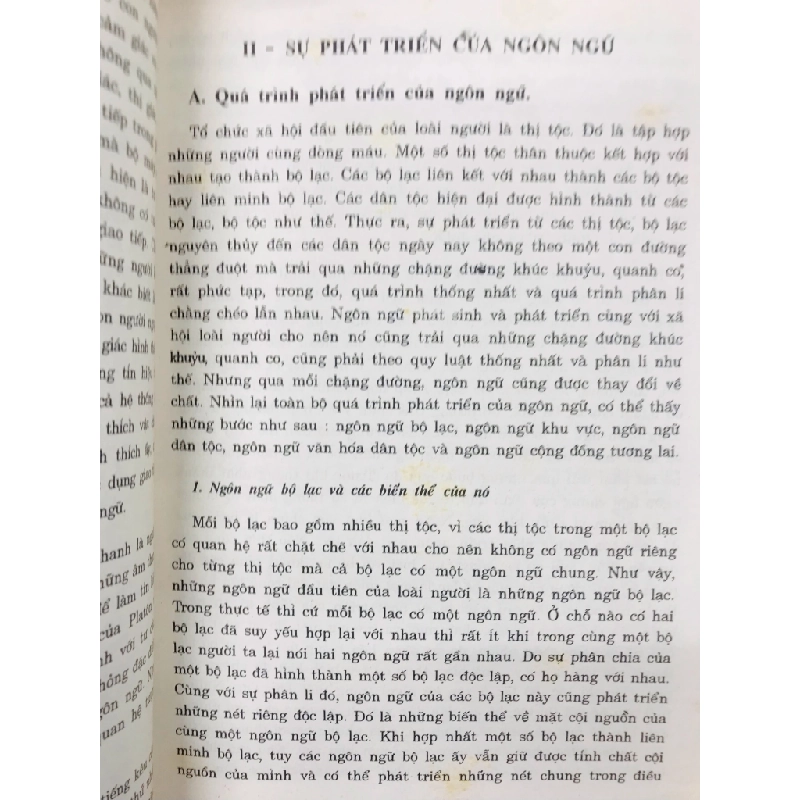 II - SỰ PHÁT TRIỂN CỦA NGÔN NGỮ
A. Quá trình phát triển của ngôn ngữ.
Tổ chức xã hội đầu tiên của loài người là thị tộc. Đó là tập hợp
những người cùng dòng máu. Một số thị tộc thân thuộc kết hợp với
nhau tạo thành bộ lạc. Các bộ lạc liên kết với nhau thành các bộ tộc
hay liên minh bộ lạc. Các dân tộc hiện đại được hình thành từ các
bộ lạc, bộ tộc như thế. Thực ra, sự phát triển từ các thị tộc, bộ lạc
nguyên thủy đến các dân tộc ngày nay không theo một con đường
thẳng đuột mà trải qua những chặng đường khúc khuỷu, quanh co,
rất phức tạp, trong đó, quá trình thống nhất và quá trình phân li
chằng chéo lẫn nhau. Ngôn ngữ phát sinh và phát triển cùng với xã
hội loài người cho nên nó cũng trải qua những chặng đường khúc
khuỷu, quanh co, cũng phải theo quy luật thống nhất và phân li như
thế. Nhưng qua mỗi chặng đường, ngôn ngữ cũng được thay đổi về
chất. Nhìn lại toàn bộ quá trình phát triển của ngôn ngữ, có thể thấy
những bước như sau : ngôn ngữ bộ lạc, ngôn ngữ khu vực, ngôn ngữ
dân tộc, ngôn ngữ văn hóa dân tộc và ngôn ngữ cộng đồng tương lai.
1. Ngôn ngữ bộ lạc và các biến thể của nó
Mỗi bộ lạc bao gồm nhiều thị tộc, vì các thị tộc trong một bộ lạc
có quan hệ rất chặt chẽ với nhau cho nên không có ngôn ngữ riêng
cho từng thị tộc mà cả bộ lạc có một ngôn ngữ chung. Như vậy,
những ngôn ngữ đầu tiên của loài người là những ngôn ngữ bộ lạc.
Trong thực tế thì cứ mỗi bộ lạc có một ngôn ngữ. Ở chỗ nào có hai
bộ lạc đã suy yếu hợp lại với nhau thì rất ít khi trong cùng một bộ
lạc người ta lại nói hai ngôn ngữ rất gần nhau. Do sự phân chia của
một bộ lạc đã hình thành một số bộ lạc độc lập, có họ hàng với nhau.
Cùng với sự phân li đó, ngôn ngữ của các bộ lạc này cũng phát triển
những nét riêng độc lập. Đó là những biến thể về mặt cội nguồn của
cùng một ngôn ngữ bộ lạc. Khi hợp nhất một số bộ lạc thành liên
minh bộ lạc, tuy các ngôn ngữ bộ lạc ấy vẫn giữ được tính chất cội
nguồn của mình và có thể phát triển những nét chung trong điều